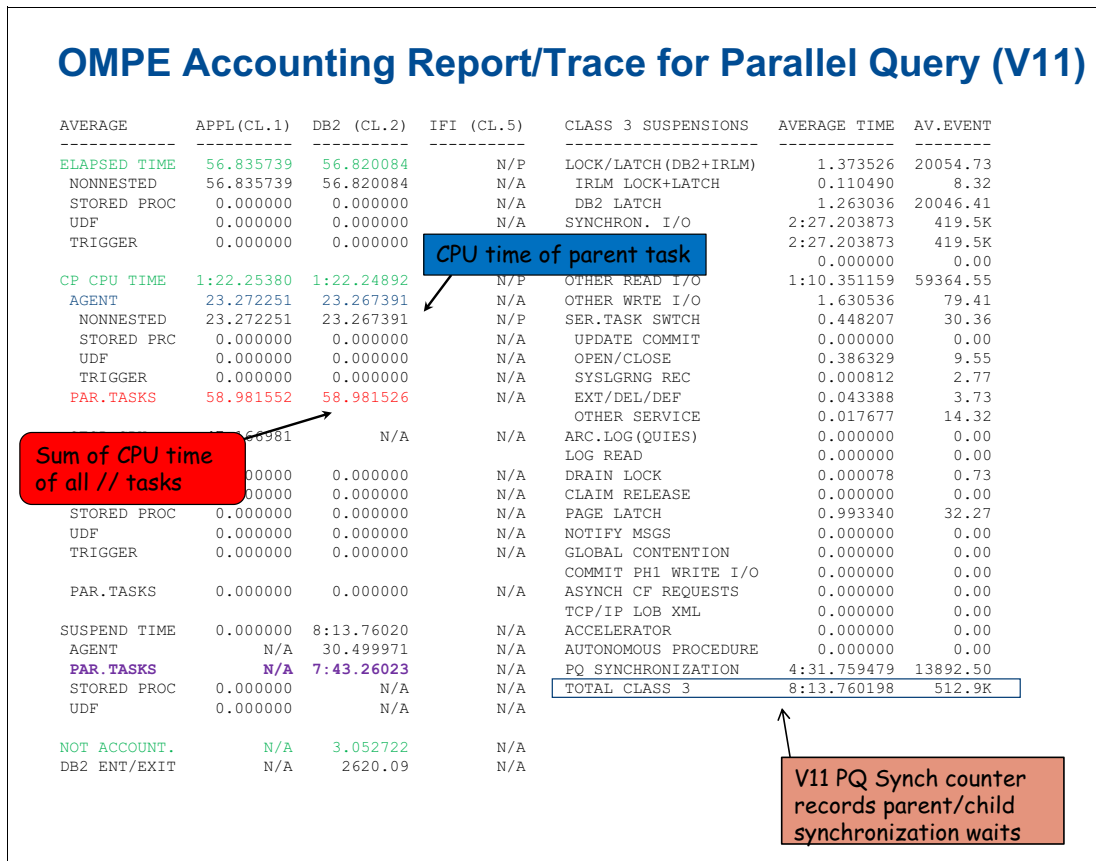 OMPE Accounting Report/Trace for Parallel Query (V11)
AVERAGE APPL(CL.1) DB2 (CL.2) IFI (CL.5) CLASS 3 SUSPENSIONS AVERAGE TIME AV.EVENT
------------ ---------- ---------- ---------- -------------------- ------------ --------
ELAPSED TIME 56.835739 56.820084 N/P LOCK/LATCH(DB2+IRLM) 1.373526 20054.73
NONNESTED 56.835739 56.820084 N/A IRLM LOCK+LATCH 0.110490 8.32
STORED PROC 0.000000 0.000000 N/A DB2 LATCH 1.263036 20046.41
UDF 0.000000 0.000000 N/A SYNCHRON. I/O 2:27.203873 419.5K
TRIGGER 0.000000 0.000000 2:27.203873 419.5K
0.000000 0.00
CPU time of parent task
CP CPU TIME 1:22.25380 1:22.24892 N/P OTHER READ I/O 1:10.351159 59364.55
AGENT 23.272251 23.267391 N/A OTHER WRTE I/O 1.630536 79.41
NONNESTED 23.272251 23.267391 N/P SER.TASK SWTCH 0.448207 30.36
STORED PRC 0.000000 0.000000 N/A UPDATE COMMIT 0.000000 0.00
UDF 0.000000 0.000000 N/A OPEN/CLOSE 0.386329 9.55
TRIGGER 0.000000 0.000000 N/A SYSLGRNG REC 0.000812 2.77
PAR.TASKS 58.981552 58.981526 N/A EXT/DEL/DEF 0.043388 3.73
OTHER SERVICE 0.017677 14.32
N/A N/A ARC.LOG(QUIES) 0.000000 0.00
Sum of CPU time
of all // tasks
LOG READ 0.000000 0.00
00000 0.000000 N/A DRAIN LOCK 0.000078 0.73
00000 0.000000 N/A CLAIM RELEASE 0.000000 0.00
STORED PROC 0.000000 0.000000 N/A PAGE LATCH 0.993340 32.27
UDF 0.000000 0.000000 N/A NOTIFY MSGS 0.000000 0.00
TRIGGER 0.000000 0.000000 N/A GLOBAL CONTENTION 0.000000 0.00
COMMIT PH1 WRITE I/O 0.000000 0.00
PAR.TASKS 0.000000 0.000000 N/A ASYNCH CF REQUESTS 0.000000 0.00
TCP/IP LOB XML 0.000000 0.00
SUSPEND TIME 0.000000 8:13.76020 N/A ACCELERATOR 0.000000 0.00
AGENT N/A 30.499971 N/A AUTONOMOUS PROCEDURE 0.000000 0.00
PAR.TASKS N/A 7:43.26023 N/A PQ SYNCHRONIZATION 4:31.759479 13892.50
STORED PROC 0.000000 N/A N/A TOTAL CLASS 3 8:13.760198 512.9K
UDF 0.000000 N/A N/A
NOT ACCOUNT. N/A 3.052722 N/A
DB2 ENT/EXIT N/A 2620.09 N/A
V11 PQ Synch counter
records parent/child
synchronization waits